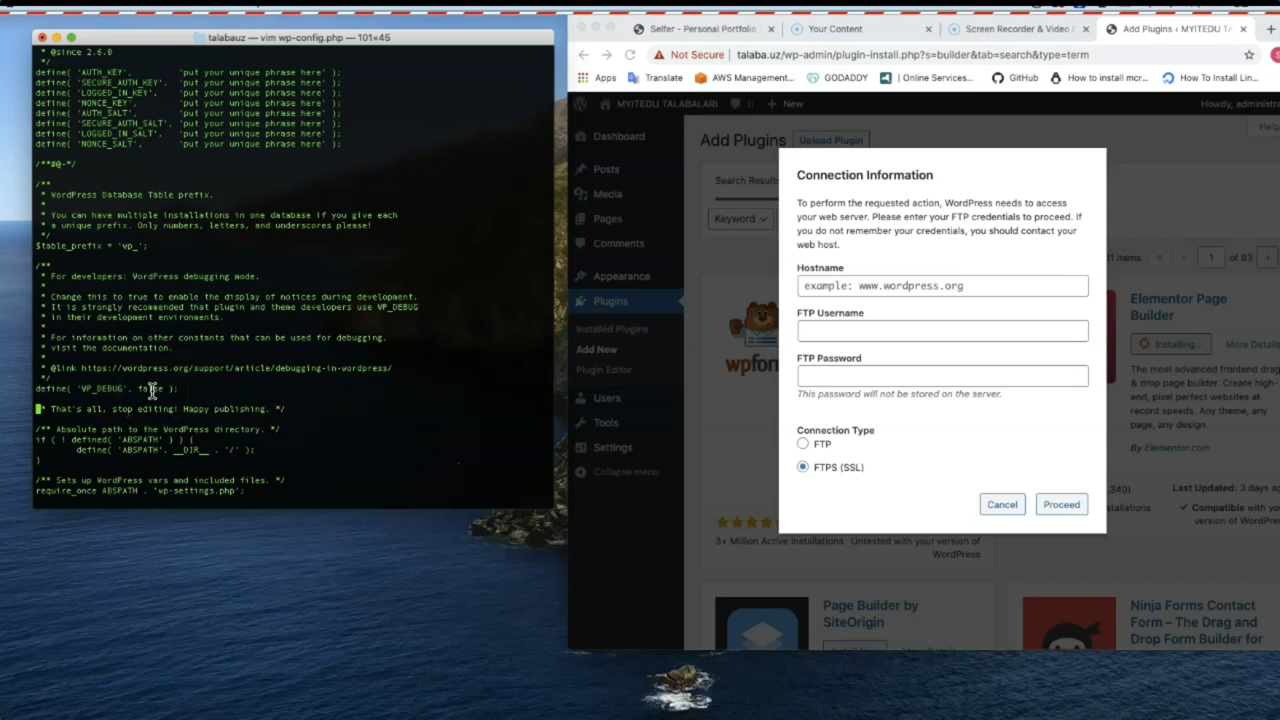 talabauz — vim wp-config.php — 101×45
* @since 2.6.0
*/
define( 'AUTH_KEY', 'put your unique phrase here' );
define( 'SECURE_AUTH_KEY', 'put your unique phrase here' );
define( 'LOGGED_IN_KEY', 'put your unique phrase here' );
define( 'NONCE_KEY', 'put your unique phrase here' );
define( 'AUTH_SALT', 'put your unique phrase here' );
define( 'SECURE_AUTH_SALT', 'put your unique phrase here' );
define( 'LOGGED_IN_SALT', 'put your unique phrase here' );
define( 'NONCE_SALT', 'put your unique phrase here' );
/**#@-*/
/**
* WordPress Database Table prefix.
*
* You can have multiple installations in one database if you give each
* a unique prefix. Only numbers, letters, and underscores please!
*/
$table_prefix = 'wp_';
/**
* For developers: WordPress debugging mode.
*
* Change this to true to enable the display of notices during development.
* It is strongly recommended that plugin and theme developers use WP_DEBUG
* in their development environments.
*
* For information on other constants that can be used for debugging,
* visit the documentation.
*
* @link https://wordpress.org/support/article/debugging-in-wordpress/
*/
define( 'WP_DEBUG', false );
* That's all, stop editing! Happy publishing. */
/** Absolute path to the WordPress directory. */
if ( ! defined( 'ABSPATH' ) ) {
define( 'ABSPATH', __DIR__ . '/' );
}
/** Sets up WordPress vars and included files. */
require_once ABSPATH . 'wp-settings.php';
Selfer - Personal Portfolio
Your Content
Screen Recorder & Video
Add Plugins ‹ MYITEDU TA
Not Secure | talaba.uz/wp-admin/plugin-install.php?s=builder&tab=search&type=term
Apps
Translate
AWS Management...
GODADDY
| Online Services...
GitHub
How to install mcr...
How To Install Lin...
MYITEDU TALABALARI
0
+ New
Howdy, administra
Dashboard
Posts
Media
Pages
Comments
Appearance
Plugins
Installed Plugins
Add New
Plugin Editor
Users
Tools
Settings
Collapse menu
Add Plugins
Upload Plugin
Help
Search Results
Keyword
items
«
‹
1
of 83
›
Connection Information
To perform the requested action, WordPress needs to access
your web server. Please enter your FTP credentials to proceed. If
you do not remember your credentials, you should contact your
web host.
Hostname
example: www.wordpress.org
FTP Username
FTP Password
This password will not be stored on the server.
Connection Type
FTP
FTPS (SSL)
Cancel
Proceed
wpforms
3+ Million Active Installations
Untested with your version of
WordPress
Elementor Page
Builder
Installing...
More Details
The most advanced frontend drag
& drop page builder. Create high-
end, pixel perfect websites at
record speeds. Any theme, any
page, any design.
By Elementor.com
,340)
Last Updated: 3 days ag
✓ Compatible with yo
version of WordPres
Page Builder by
SiteOrigin
Ninja Forms Contact
Form – The Drag and
Drop Form Builder for